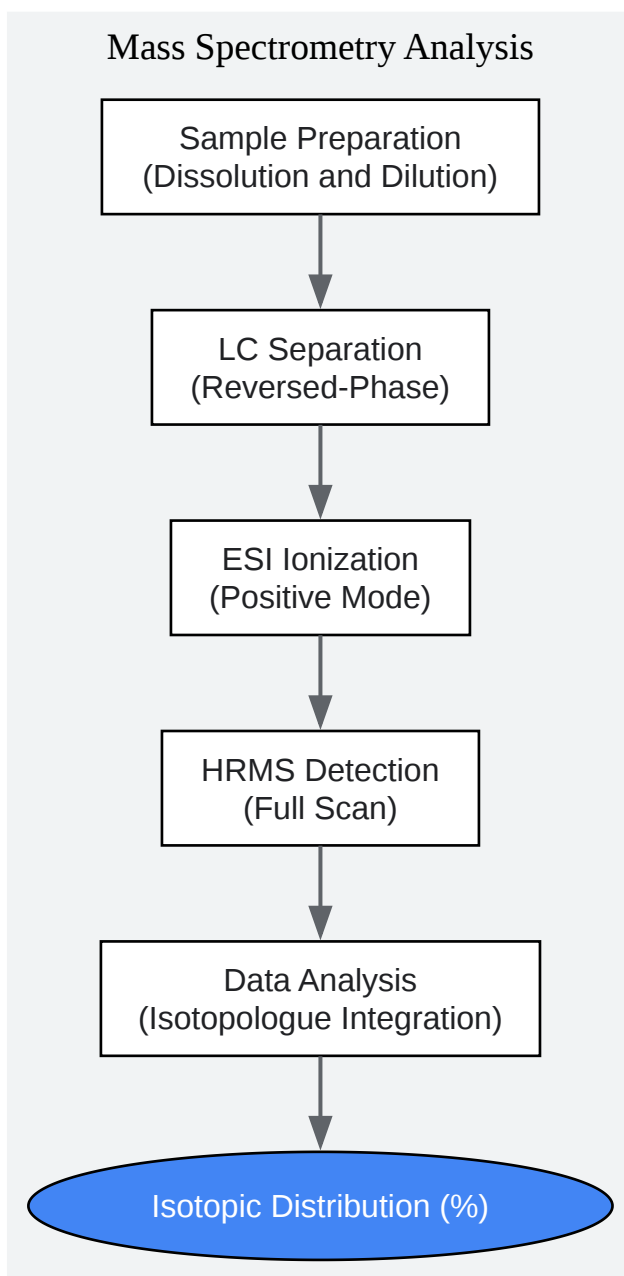 Mass Spectrometry Analysis
Sample Preparation
(Dissolution and Dilution)
LC Separation
(Reversed-Phase)
ESI Ionization
(Positive Mode)
HRMS Detection
(Full Scan)
Data Analysis
(Isotopologue Integration)
Isotopic Distribution (%)